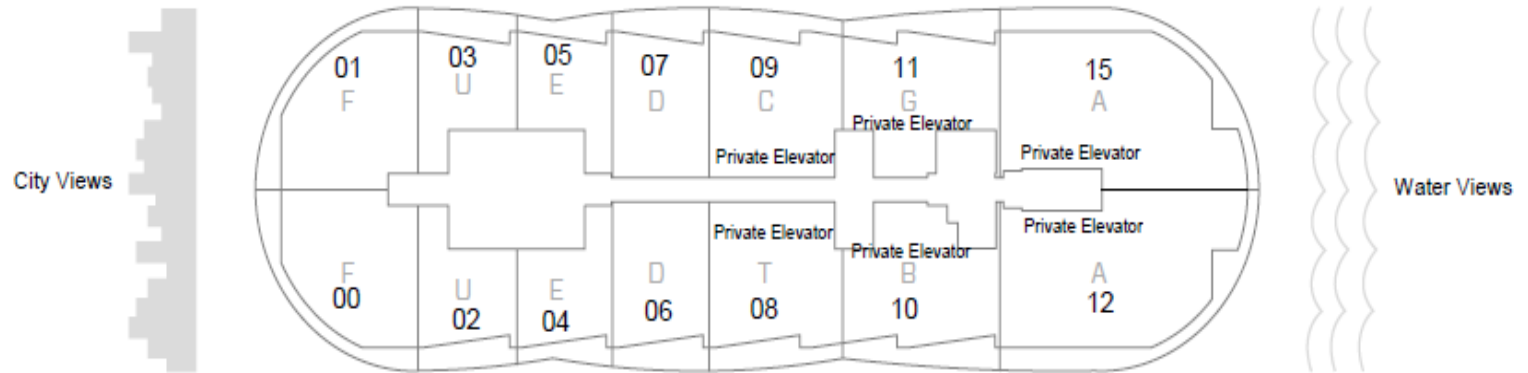 01
F
03
U
05
E
07
D
09
C
11
G
15
A
Private Elevator
Private Elevator
Private Elevator
City Views
Water Views
Private Elevator
Private Elevator
Private Elevator
F
00
U
02
E
04
D
06
T
08
B
10
A
12